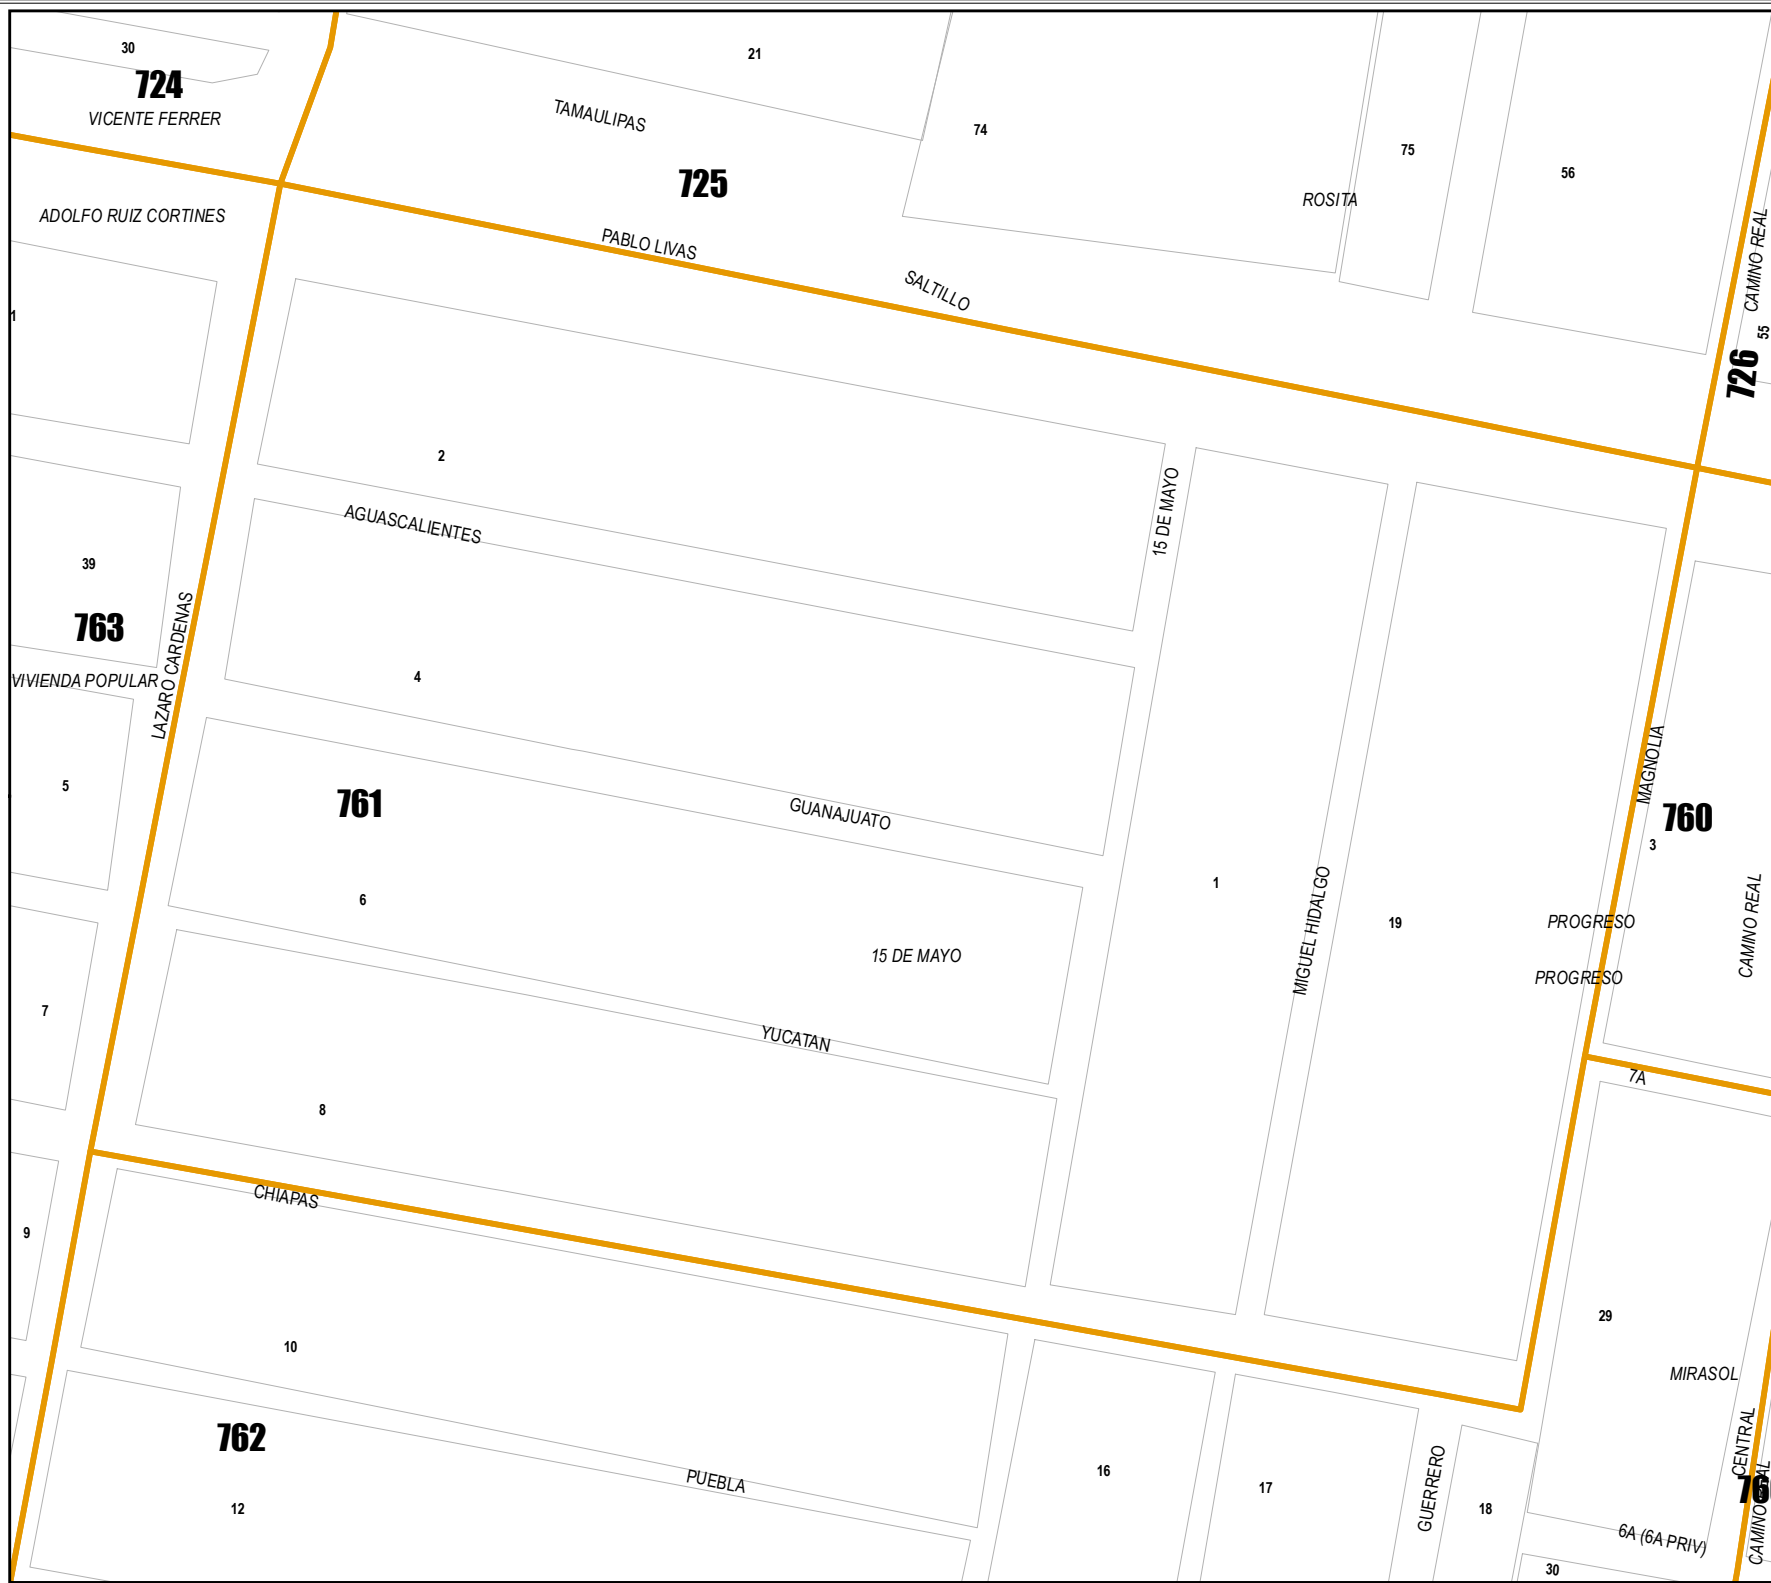 30
21
724
VICENTE FERRER
TAMAULIPAS
74
75
56
725
ROSITA
ADOLFO RUIZ CORTINES
CAMINO REAL
PABLO LIVAS
SALTILLO
1
55
726
2
15 DE MAYO
AGUASCALIENTES
39
763
LAZARO CARDENAS
VIVIENDA POPULAR
4
5
MAGNOLIA
761
GUANAJUATO
760
3
6
1
MIGUEL HIDALGO
19
PROGRESO
CAMINO REAL
15 DE MAYO
PROGRESO
7
YUCATAN
7A
8
CHIAPAS
9
29
10
MIRASOL
762
CENTRAL
PUEBLA
16
17
GUERRERO
18
12
76
CAMINO REAL
6A (6A PRIV)
30